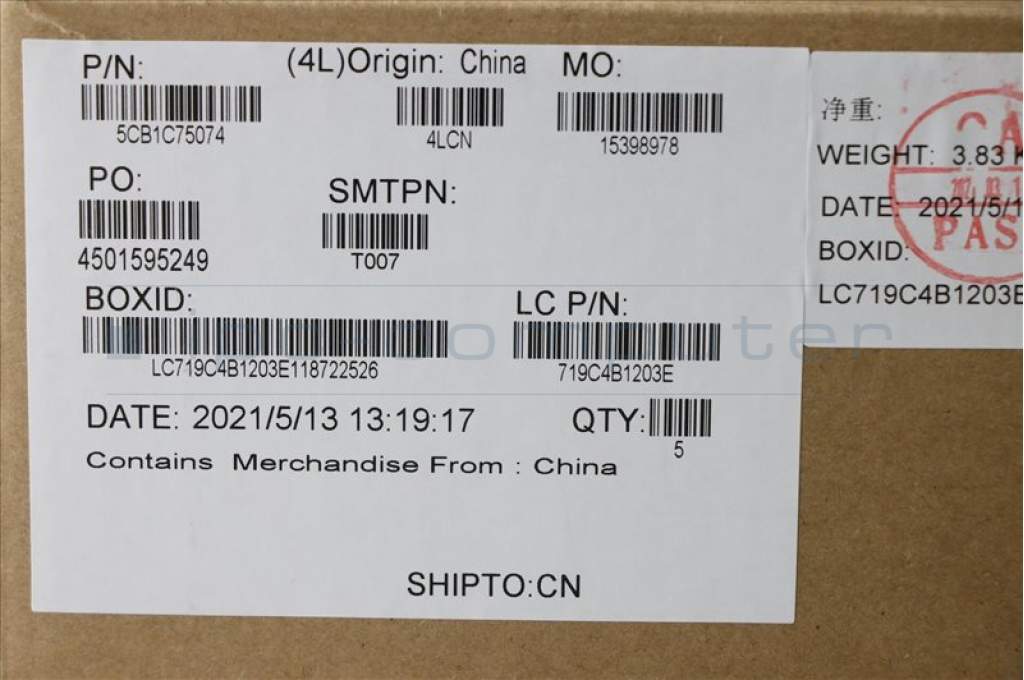 P/N: (4L)Origin: China MO:
5CB1C75074 4LCN 15398978
PO: SMTPN:
4501595249 T007
BOXID: LC P/N:
LC719C4B1203E118722526 719C4B1203E
DATE: 2021/5/13 13:19:17 QTY:
5
Contains Merchandise From : China
SHIPTO:CN
净重:
WEIGHT: 3.83 K
DATE: 2021/5/1
BOXID:
LC719C4B1203E
PAS
computer